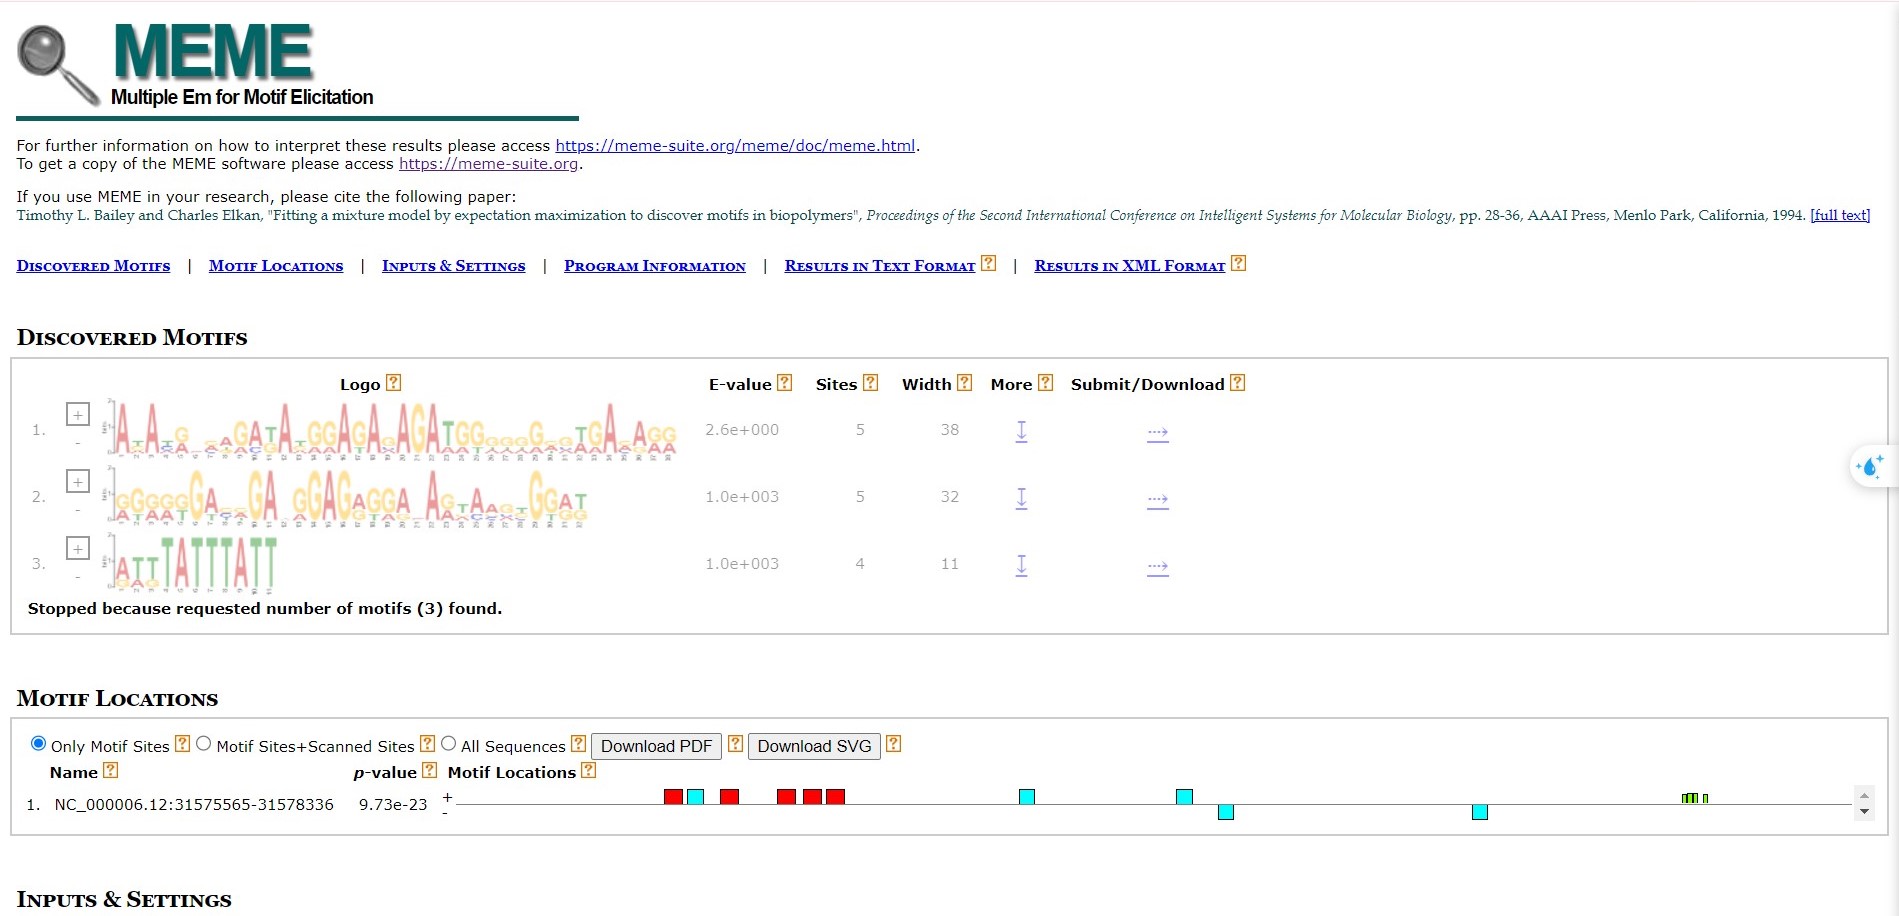 MEME
Multiple Em for Motif Elicitation
For further information on how to interpret these results please access https://meme-suite.org/meme/doc/meme.html.
To get a copy of the MEME software please access https://meme-suite.org.
If you use MEME in your research, please cite the following paper:
Timothy L. Bailey and Charles Elkan, "Fitting a mixture model by expectation maximization to discover motifs in biopolymers", Proceedings of the Second International Conference on Intelligent Systems for Molecular Biology, pp. 28-36, AAAI Press, Menlo Park, California, 1994. [full text]
Discovered Motifs | Motif Locations | Inputs & Settings | Program Information | Results in Text Format ? | Results in XML Format ?
Discovered Motifs
Logo ? E-value ? Sites ? Width ? More ? Submit/Download ?
1. + - 2.6e+000 5 38
2. + - 1.0e+003 5 32
3. + - 1.0e+003 4 11
Stopped because requested number of motifs (3) found.
Motif Locations
Only Motif Sites ? Motif Sites+Scanned Sites ? All Sequences ? Download PDF ? Download SVG ?
Name ? p-value ? Motif Locations ?
1. NC_000006.12:31575565-31578336 9.73e-23 + -
Inputs & Settings